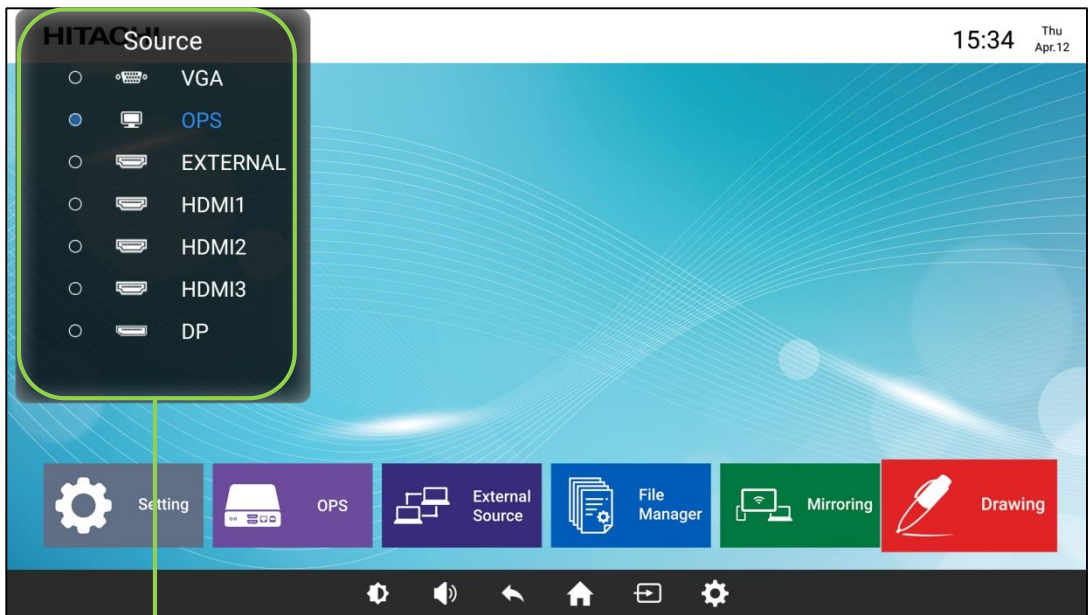 HITACHI
Source
VGA
OPS
EXTERNAL
HDMI1
HDMI2
HDMI3
DP
15:34
Thu
Apr.12
Setting
OPS
External
Source
File
Manager
Mirroring
Drawing